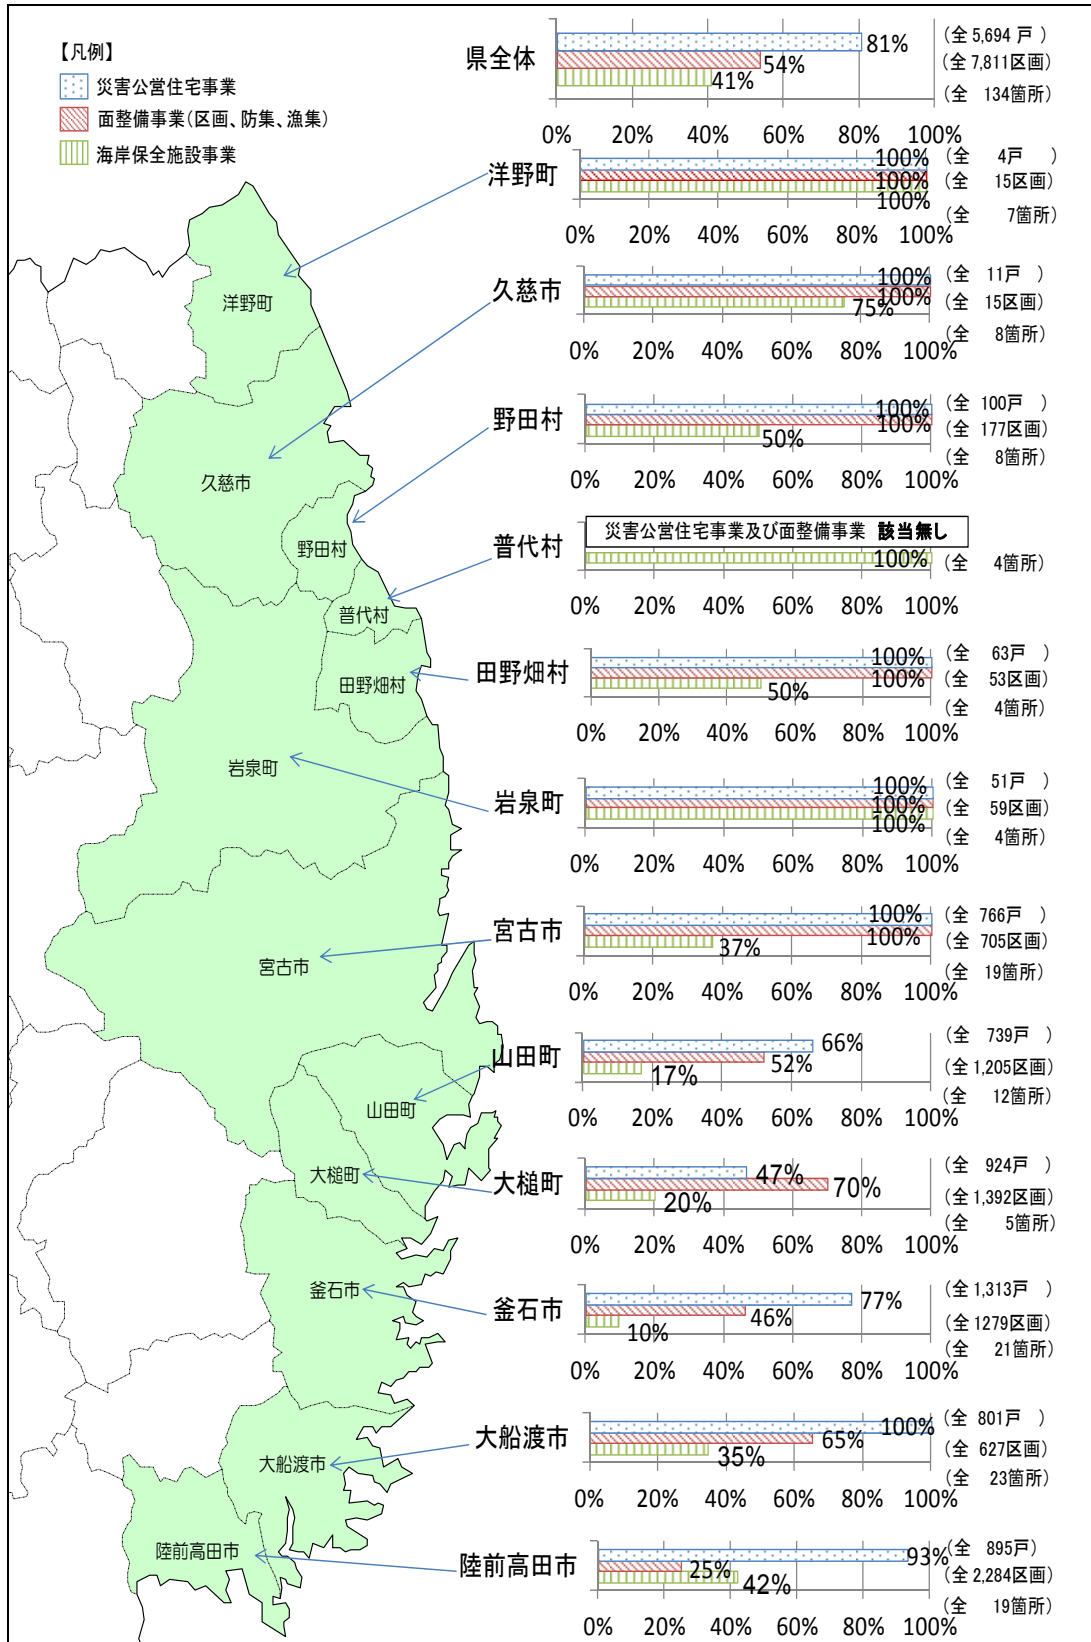 【凡例】
災害公営住宅事業
面整備事業(区画、防集、漁集)
海岸保全施設事業
県全体
81%
54%
41%
(全 5,694 戸 )
(全 7,811区画)
(全 134箇所)
0% 20% 40% 60% 80% 100%
洋野町
100%
100%
100%
(全 4戸 )
(全 15区画)
(全 7箇所)
0% 20% 40% 60% 80% 100%
久慈市
100%
100%
75%
(全 11戸 )
(全 15区画)
(全 8箇所)
0% 20% 40% 60% 80% 100%
野田村
100%
100%
50%
(全 100戸 )
(全 177区画)
(全 8箇所)
0% 20% 40% 60% 80% 100%
普代村
災害公営住宅事業及び面整備事業 該当無し
100%
(全 4箇所)
0% 20% 40% 60% 80% 100%
田野畑村
100%
100%
50%
(全 63戸 )
(全 53区画)
(全 4箇所)
0% 20% 40% 60% 80% 100%
岩泉町
100%
100%
100%
(全 51戸 )
(全 59区画)
(全 4箇所)
0% 20% 40% 60% 80% 100%
宮古市
100%
100%
37%
(全 766戸 )
(全 705区画)
(全 19箇所)
0% 20% 40% 60% 80% 100%
山田町
66%
52%
17%
(全 739戸 )
(全 1,205区画)
(全 12箇所)
0% 20% 40% 60% 80% 100%
大槌町
47%
70%
20%
(全 924戸 )
(全 1,392区画)
(全 5箇所)
0% 20% 40% 60% 80% 100%
釜石市
77%
46%
10%
(全 1,313戸 )
(全 1279区画)
(全 21箇所)
0% 20% 40% 60% 80% 100%
大船渡市
100%
65%
35%
(全 801戸 )
(全 627区画)
(全 23箇所)
0% 20% 40% 60% 80% 100%
陸前高田市
93%
25%
42%
(全 895戸)
(全 2,284区画)
(全 19箇所)
0% 20% 40% 60% 80% 100%
洋野町
久慈市
野田村
普代村
田野畑村
岩泉町
宮古市
山田町
大槌町
釜石市
大船渡市
陸前高田市